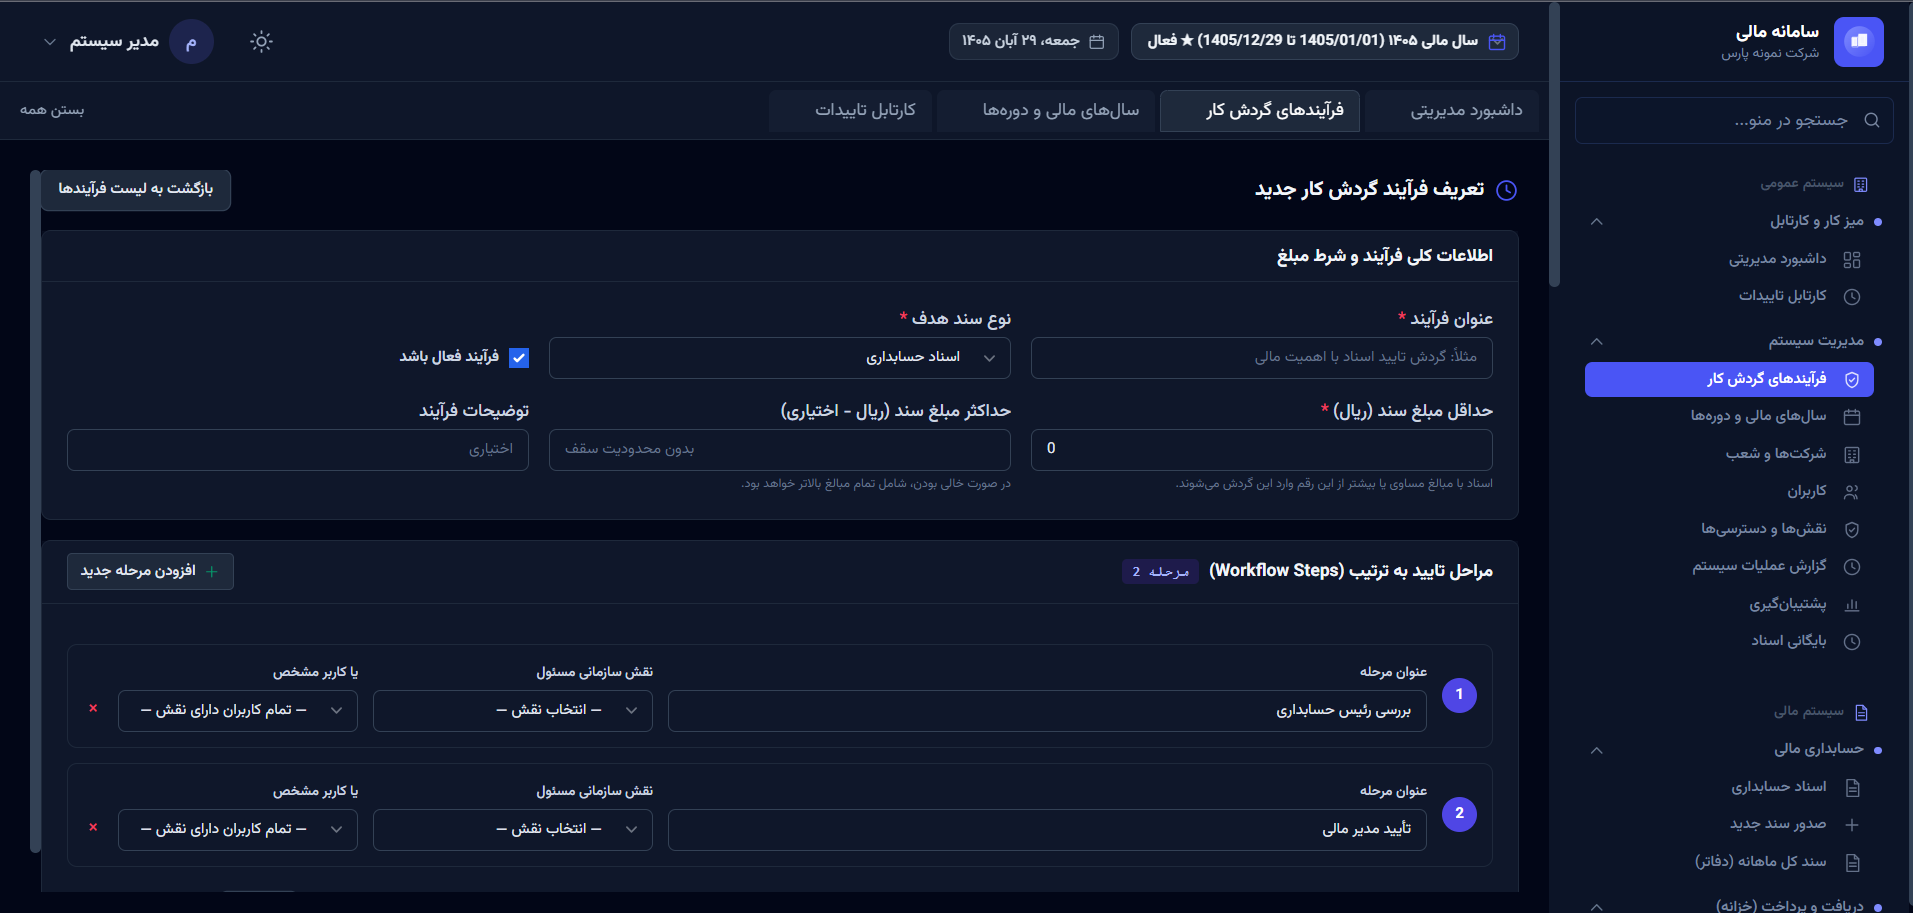 سامانه مالی
شرکت نمونه پارس
جستجو در منو...
سیستم عمومی
میز کار و کارتابل
داشبورد مدیریتی
کارتابل تاییدات
مدیریت سیستم
فرآیندهای گردش کار
سال‌های مالی و دوره‌ها
شرکت‌ها و شعب
کاربران
نقش‌ها و دسترسی‌ها
گزارش عملیات سیستم
پشتیبان‌گیری
بایگانی اسناد
سیستم مالی
حسابداری مالی
اسناد حسابداری
صدور سند جدید
سند کل ماهانه (دفاتر)
دریافت و پرداخت (خزانه)
سال مالی ۱۴۰۵ (1405/01/01 تا 1405/12/29) ★ فعال
جمعه، ۲۹ آبان ۱۴۰۵
م
مدیر سیستم
داشبورد مدیریتی
فرآیندهای گردش کار
سال‌های مالی و دوره‌ها
کارتابل تاییدات
بستن همه
تعریف فرآیند گردش کار جدید
بازگشت به لیست فرآیندها
اطلاعات کلی فرآیند و شرط مبلغ
عنوان فرآیند *
نوع سند هدف *
مثلاً: گردش تایید اسناد با اهمیت مالی
اسناد حسابداری
فرآیند فعال باشد
حداقل مبلغ سند (ریال) *
حداکثر مبلغ سند (ریال - اختیاری)
توضیحات فرآیند
0
بدون محدودیت سقف
اختیاری
اسناد با مبالغ مساوی یا بیشتر از این رقم وارد این گردش می‌شوند.
در صورت خالی بودن، شامل تمام مبالغ بالاتر خواهد بود.
مراحل تایید به ترتیب (Workflow Steps)
2 مرحله
افزودن مرحله جدید
1
عنوان مرحله
نقش سازمانی مسئول
یا کاربر مشخص
بررسی رئیس حسابداری
— انتخاب نقش —
— تمام کاربران دارای نقش —
2
عنوان مرحله
نقش سازمانی مسئول
یا کاربر مشخص
تأیید مدیر مالی
— انتخاب نقش —
— تمام کاربران دارای نقش —